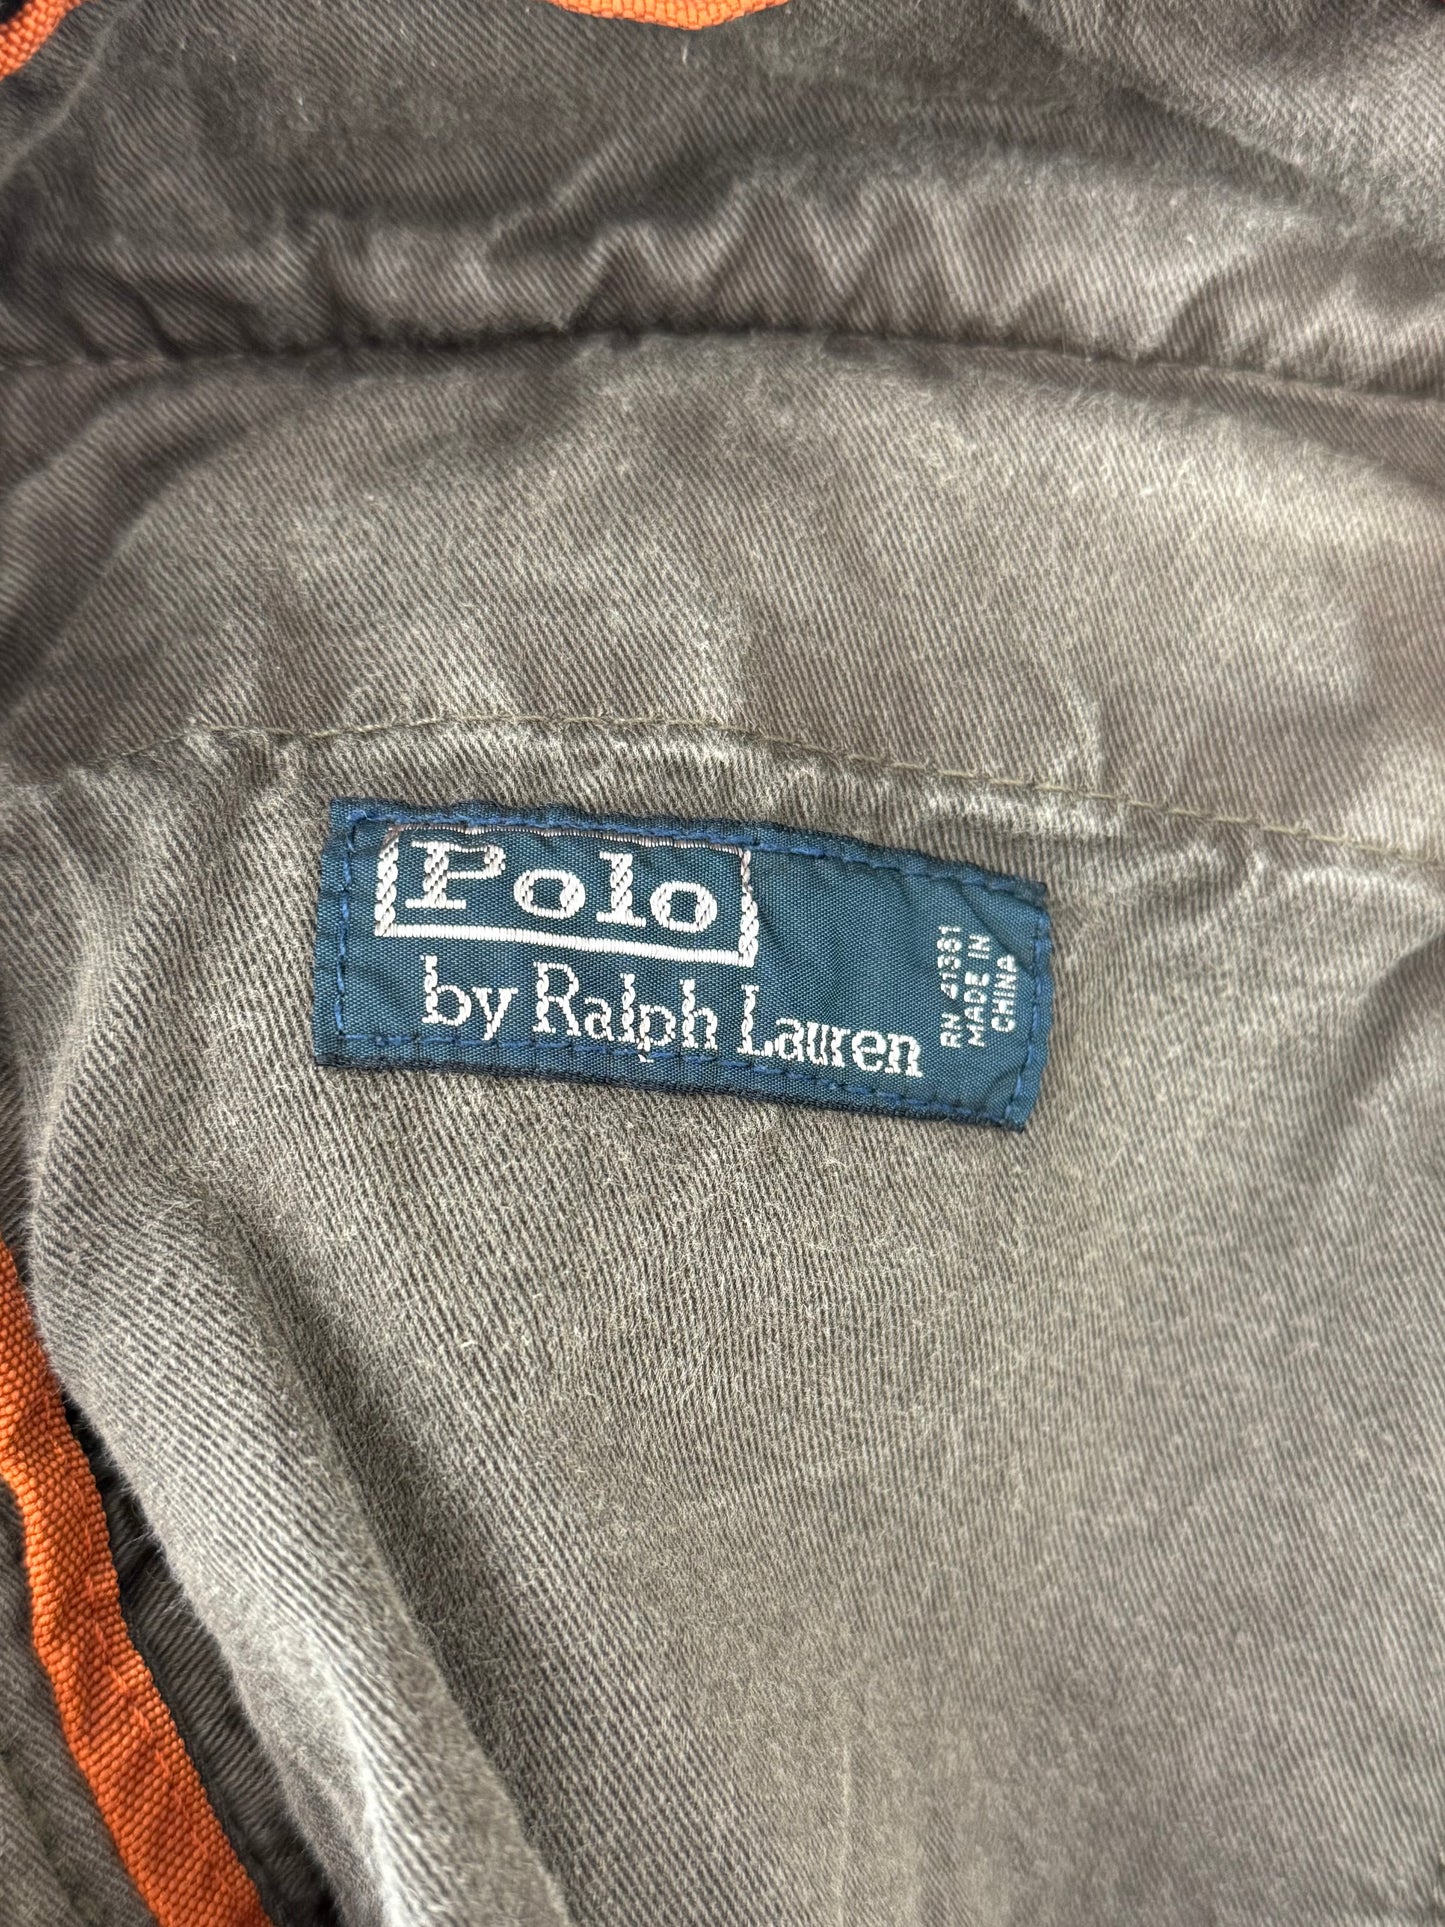 Polo
by Ralph Lauren
RN 41381
MADE IN
CHINA